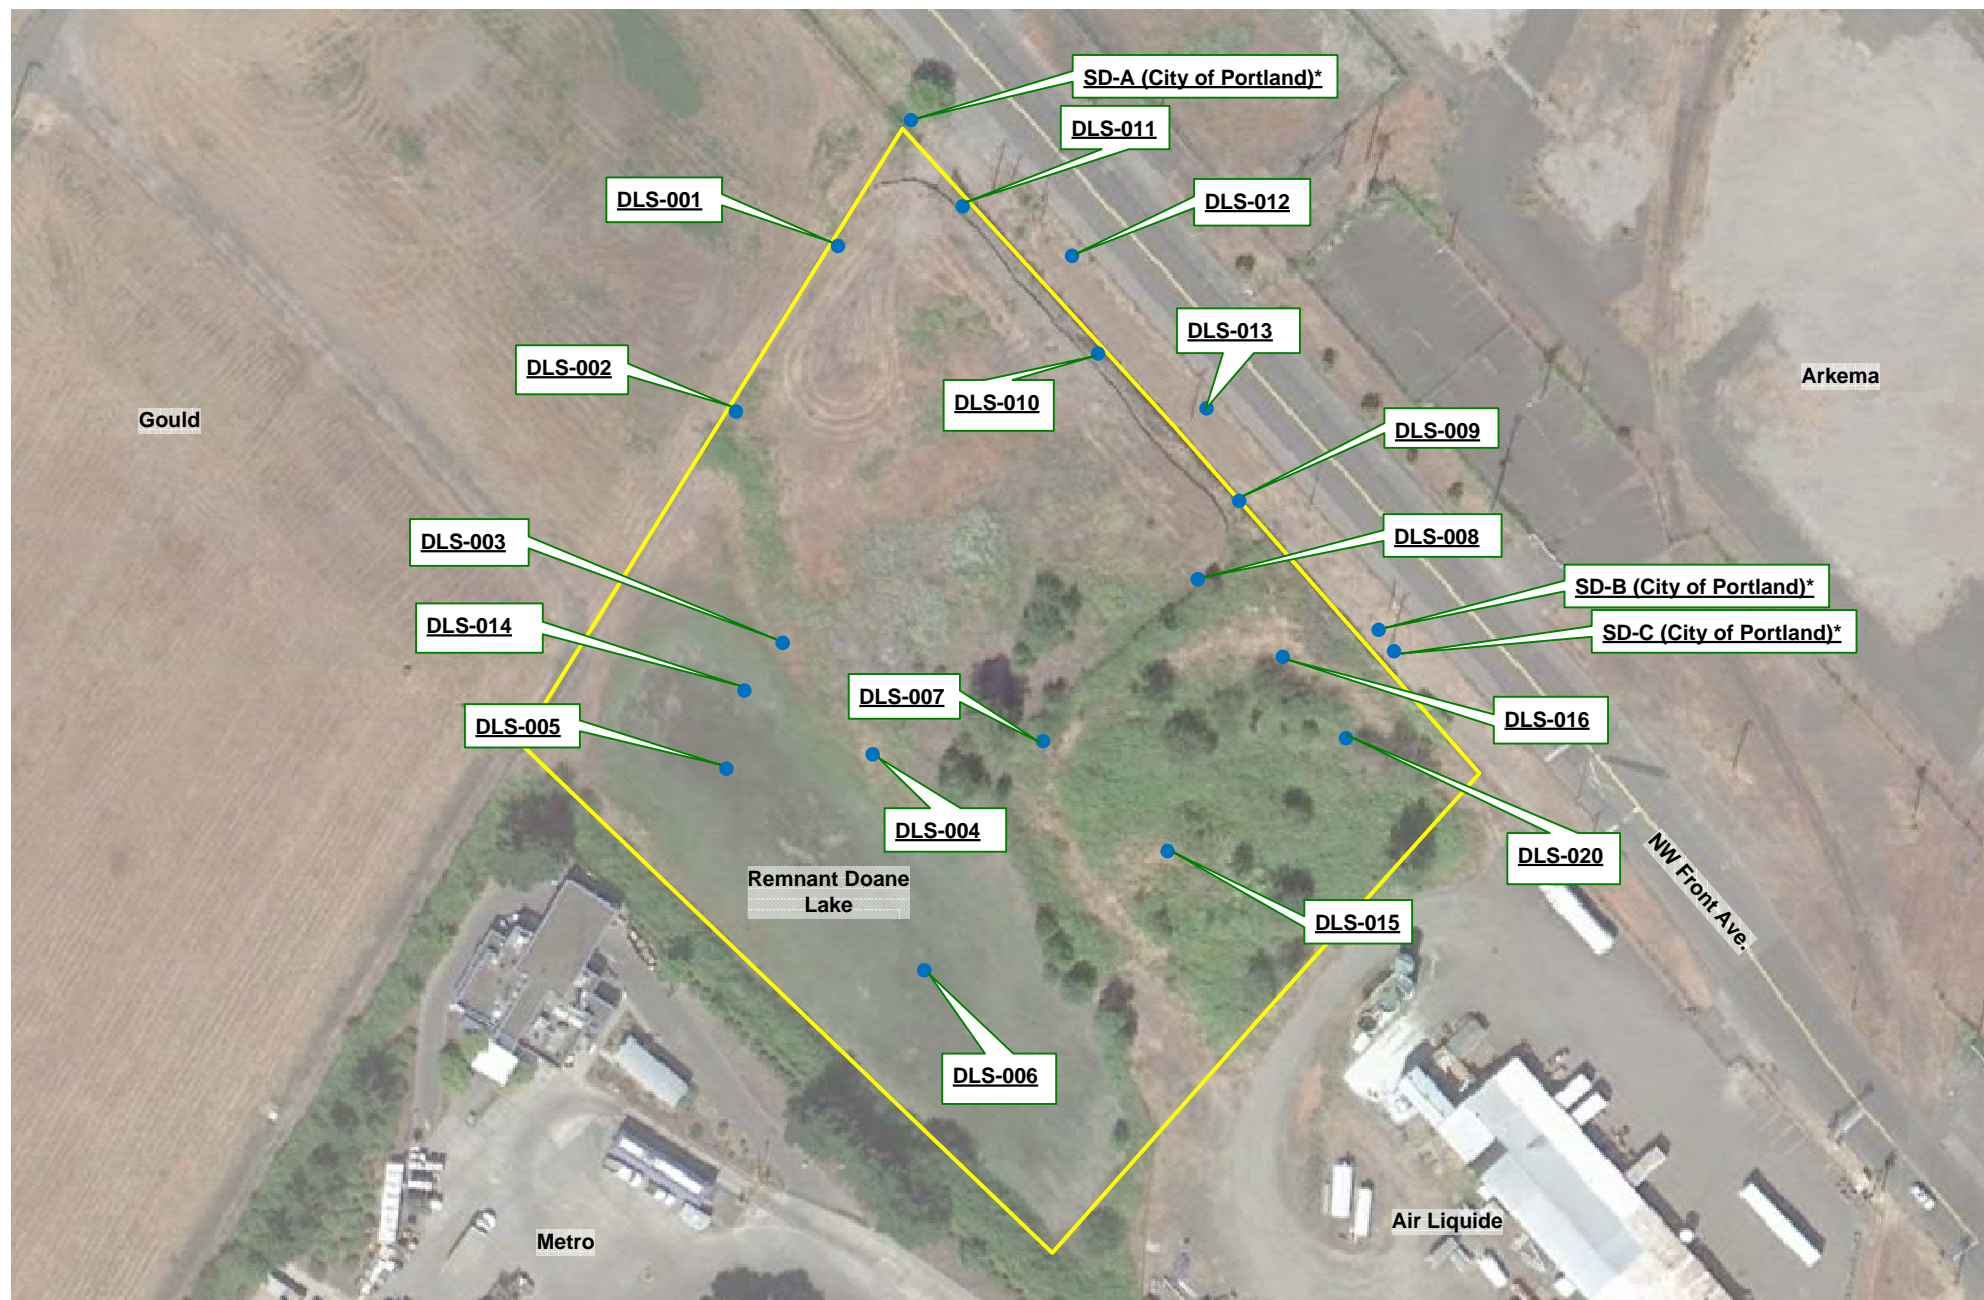 SD-A (City of Portland)*
DLS-011
DLS-001
DLS-012
DLS-013
DLS-002
Arkema
DLS-010
Gould
DLS-009
DLS-003
DLS-008
SD-B (City of Portland)*
DLS-014
SD-C (City of Portland)*
DLS-007
DLS-005
DLS-016
DLS-004
DLS-020
Remnant Doane
Lake
NW Front Ave.
DLS-015
DLS-006
Air Liquide
Metro